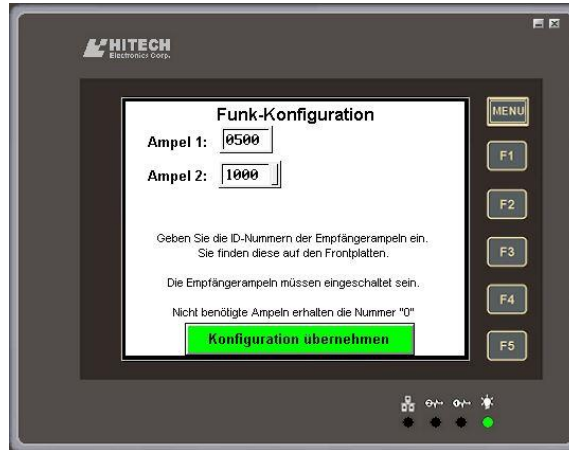 HITECH
Electronics Corp.
Funk-Konfiguration
MENU
Ampel 1: 0500
F1
Ampel 2: 1000
F2
Geben Sie die ID-Nummern der Empfängerampeln ein.
Sie finden diese auf den Frontplatten.
F3
Die Empfängerampeln müssen eingeschaltet sein.
F4
Nicht benötigte Ampeln erhalten die Nummer "0"
Konfiguration übernehmen
F5